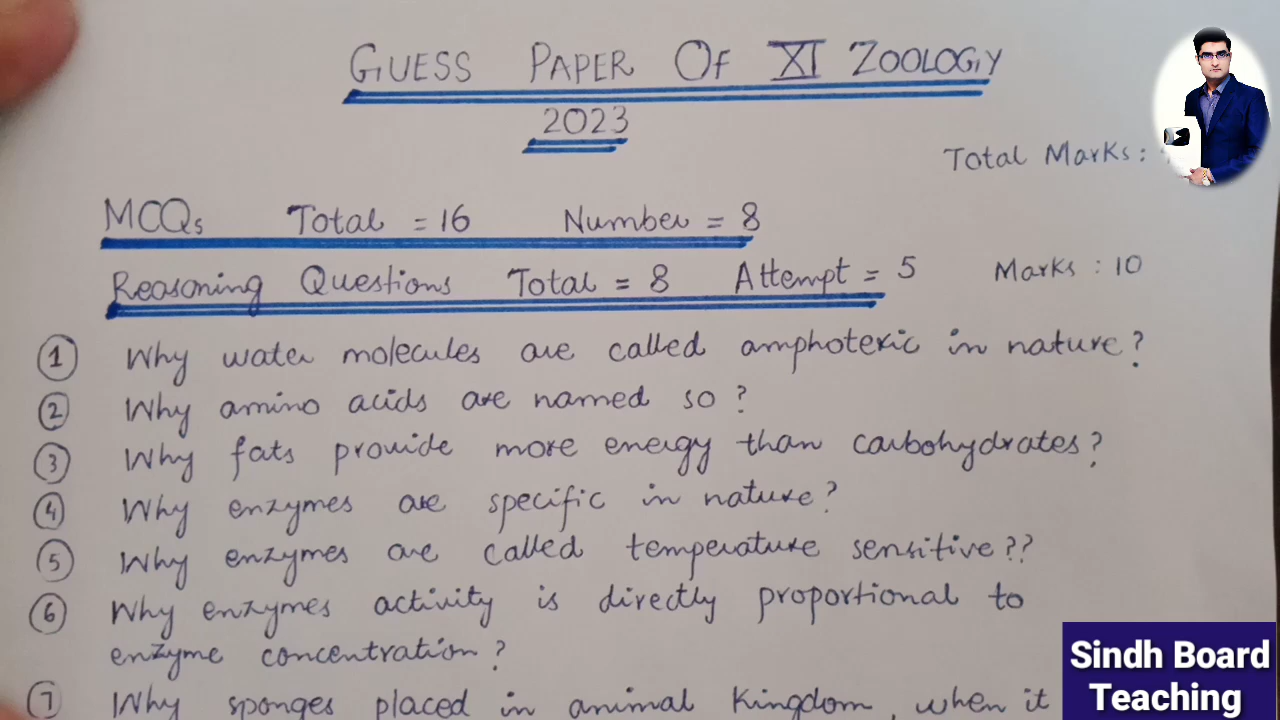 GUESS PAPER OF XI ZOOLOGY
2023
Total Marks:
MCQs Total = 16 Number = 8
Reasoning Questions Total = 8 Attempt = 5 Marks : 10
1 Why water molecules are called amphoteric in nature?
2 Why amino acids are named so?
3 Why fats provide more energy than carbohydrates?
4 Why enzymes are specific in nature?
5 Why enzymes are called temperature sensitive??
6 Why enzymes activity is directly proportional to
enzyme concentration?
7 Why sponges placed in animal kingdom, when it
Sindh Board
Teaching